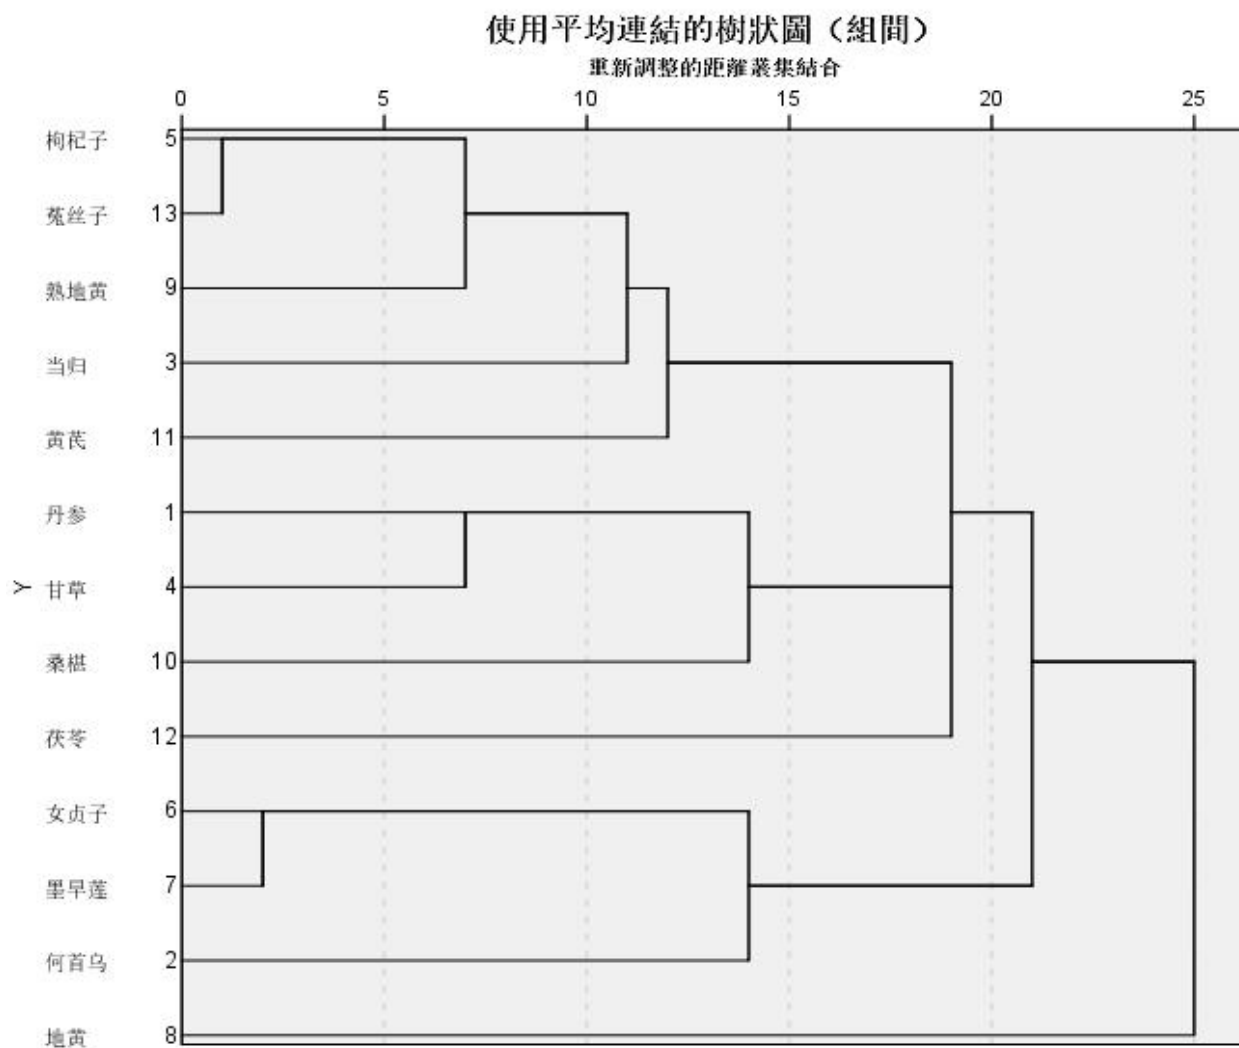 使用平均連結的樹狀圖（組間）
重新調整的距離叢集結合
0 5 10 15 20 25
枸杞子 5
菟丝子 13
熟地黄 9
当归 3
黄芪 11
丹参 1
Y 甘草 4
桑椹 10
茯苓 12
女贞子 6
墨早莲 7
何首乌 2
地黄 8